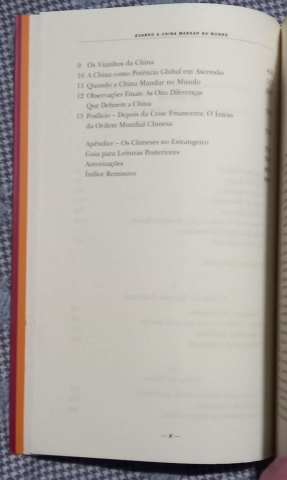 QUANDO A CHINA MANDAR NO MUNDO
9 Os Vizinhos da China
10 A China como Potência Global em Ascensão
11 Quando a China Mandar no Mundo
12 Observações Finais: As Oito Diferenças
Que Definem a China
13 Posfácio – Depois da Crise Financeira: O Início
da Ordem Mundial Chinesa
Apêndice – Os Chineses no Estrangeiro
Guia para Leituras Posteriores
Autorizações
Índice Remissivo